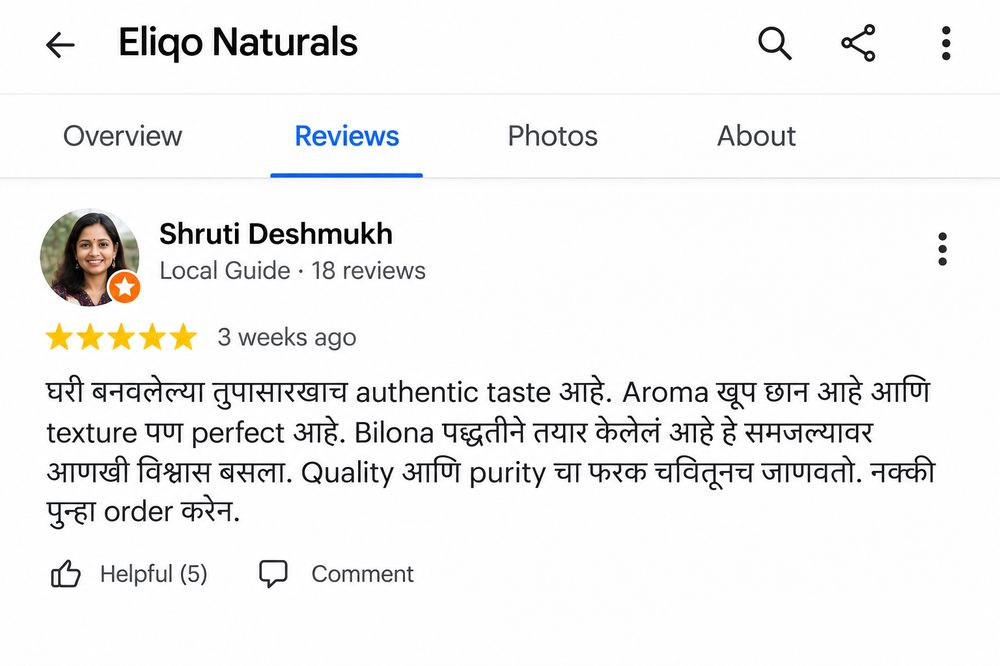 Eliqo Naturals
Overview
Reviews
Photos
About
Shruti Deshmukh
Local Guide · 18 reviews
3 weeks ago
घरी बनवलेल्या तुपासारखाच authentic taste आहे. Aroma खूप छान आहे आणि
texture पण perfect आहे. Bilona पद्धतीने तयार केलेलं आहे हे समजल्यावर
आणखी विश्वास बसला. Quality आणि purity चा फरक चवितूनच जाणवतो. नक्की
पुन्हा order करेन.
Helpful (5)
Comment